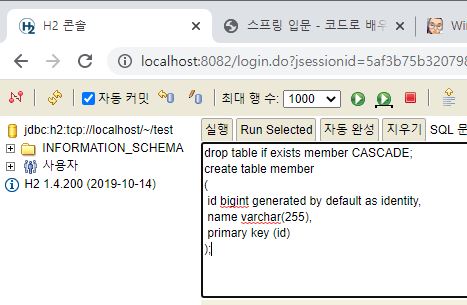 H2 콘솔
스프링 입문 - 코드로 배우
Win
localhost:8082/login.do?jsessionid=5af3b75b320798
자동 커밋
최대 행 수: 1000
jdbc:h2:tcp://localhost/~/test
INFORMATION_SCHEMA
사용자
H2 1.4.200 (2019-10-14)
실행 Run Selected 자동 완성 지우기 SQL 문
drop table if exists member CASCADE;
create table member
(
id bigint generated by default as identity,
name varchar(255),
primary key (id)
);